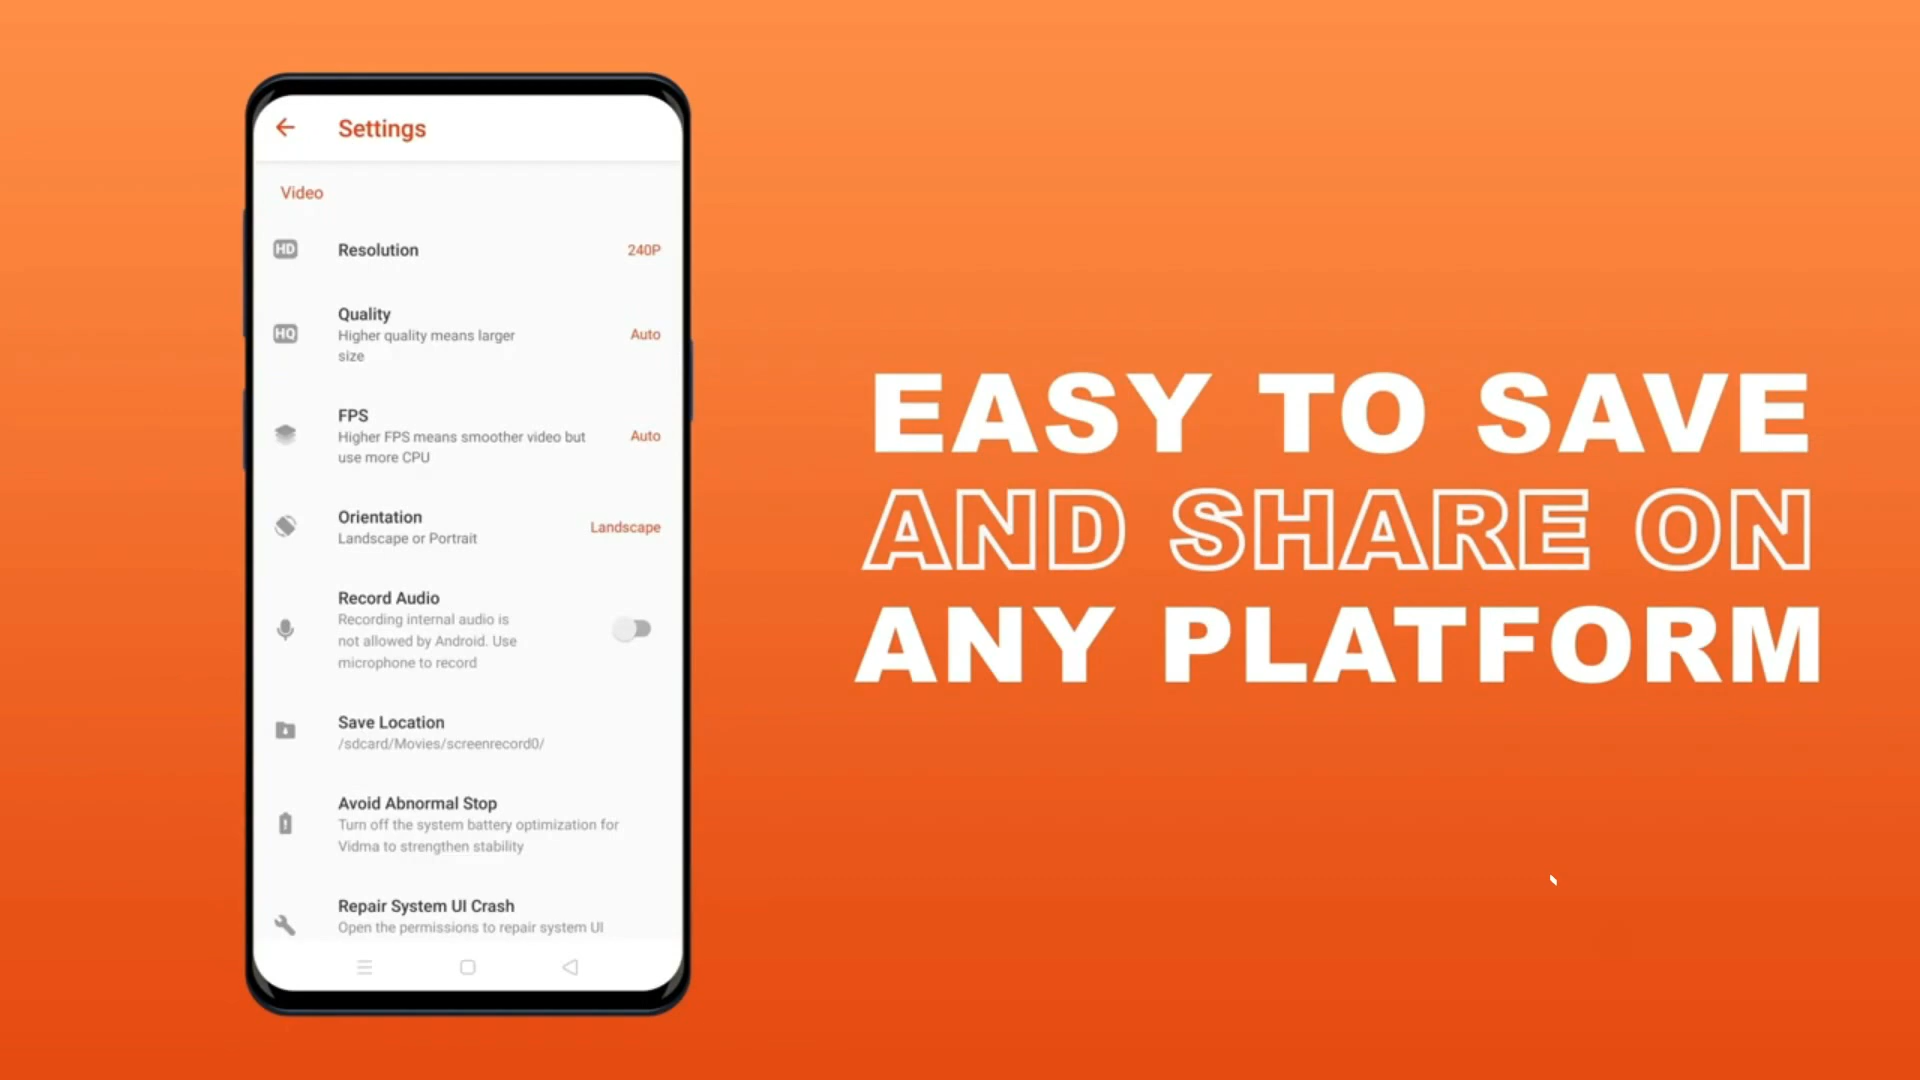 Settings
Video
HD
Resolution
240P
HQ
Quality
Higher quality means larger
size
Auto
FPS
Higher FPS means smoother video but
use more CPU
Auto
Orientation
Landscape or Portrait
Landscape
Record Audio
Recording internal audio is
not allowed by Android. Use
microphone to record
Save Location
/sdcard/Movies/screenrecord0/
Avoid Abnormal Stop
Turn off the system battery optimization for
Vidma to strengthen stability
Repair System UI Crash
Open the permissions to repair system UI
EASY TO SAVE
AND SHARE ON
ANY PLATFORM